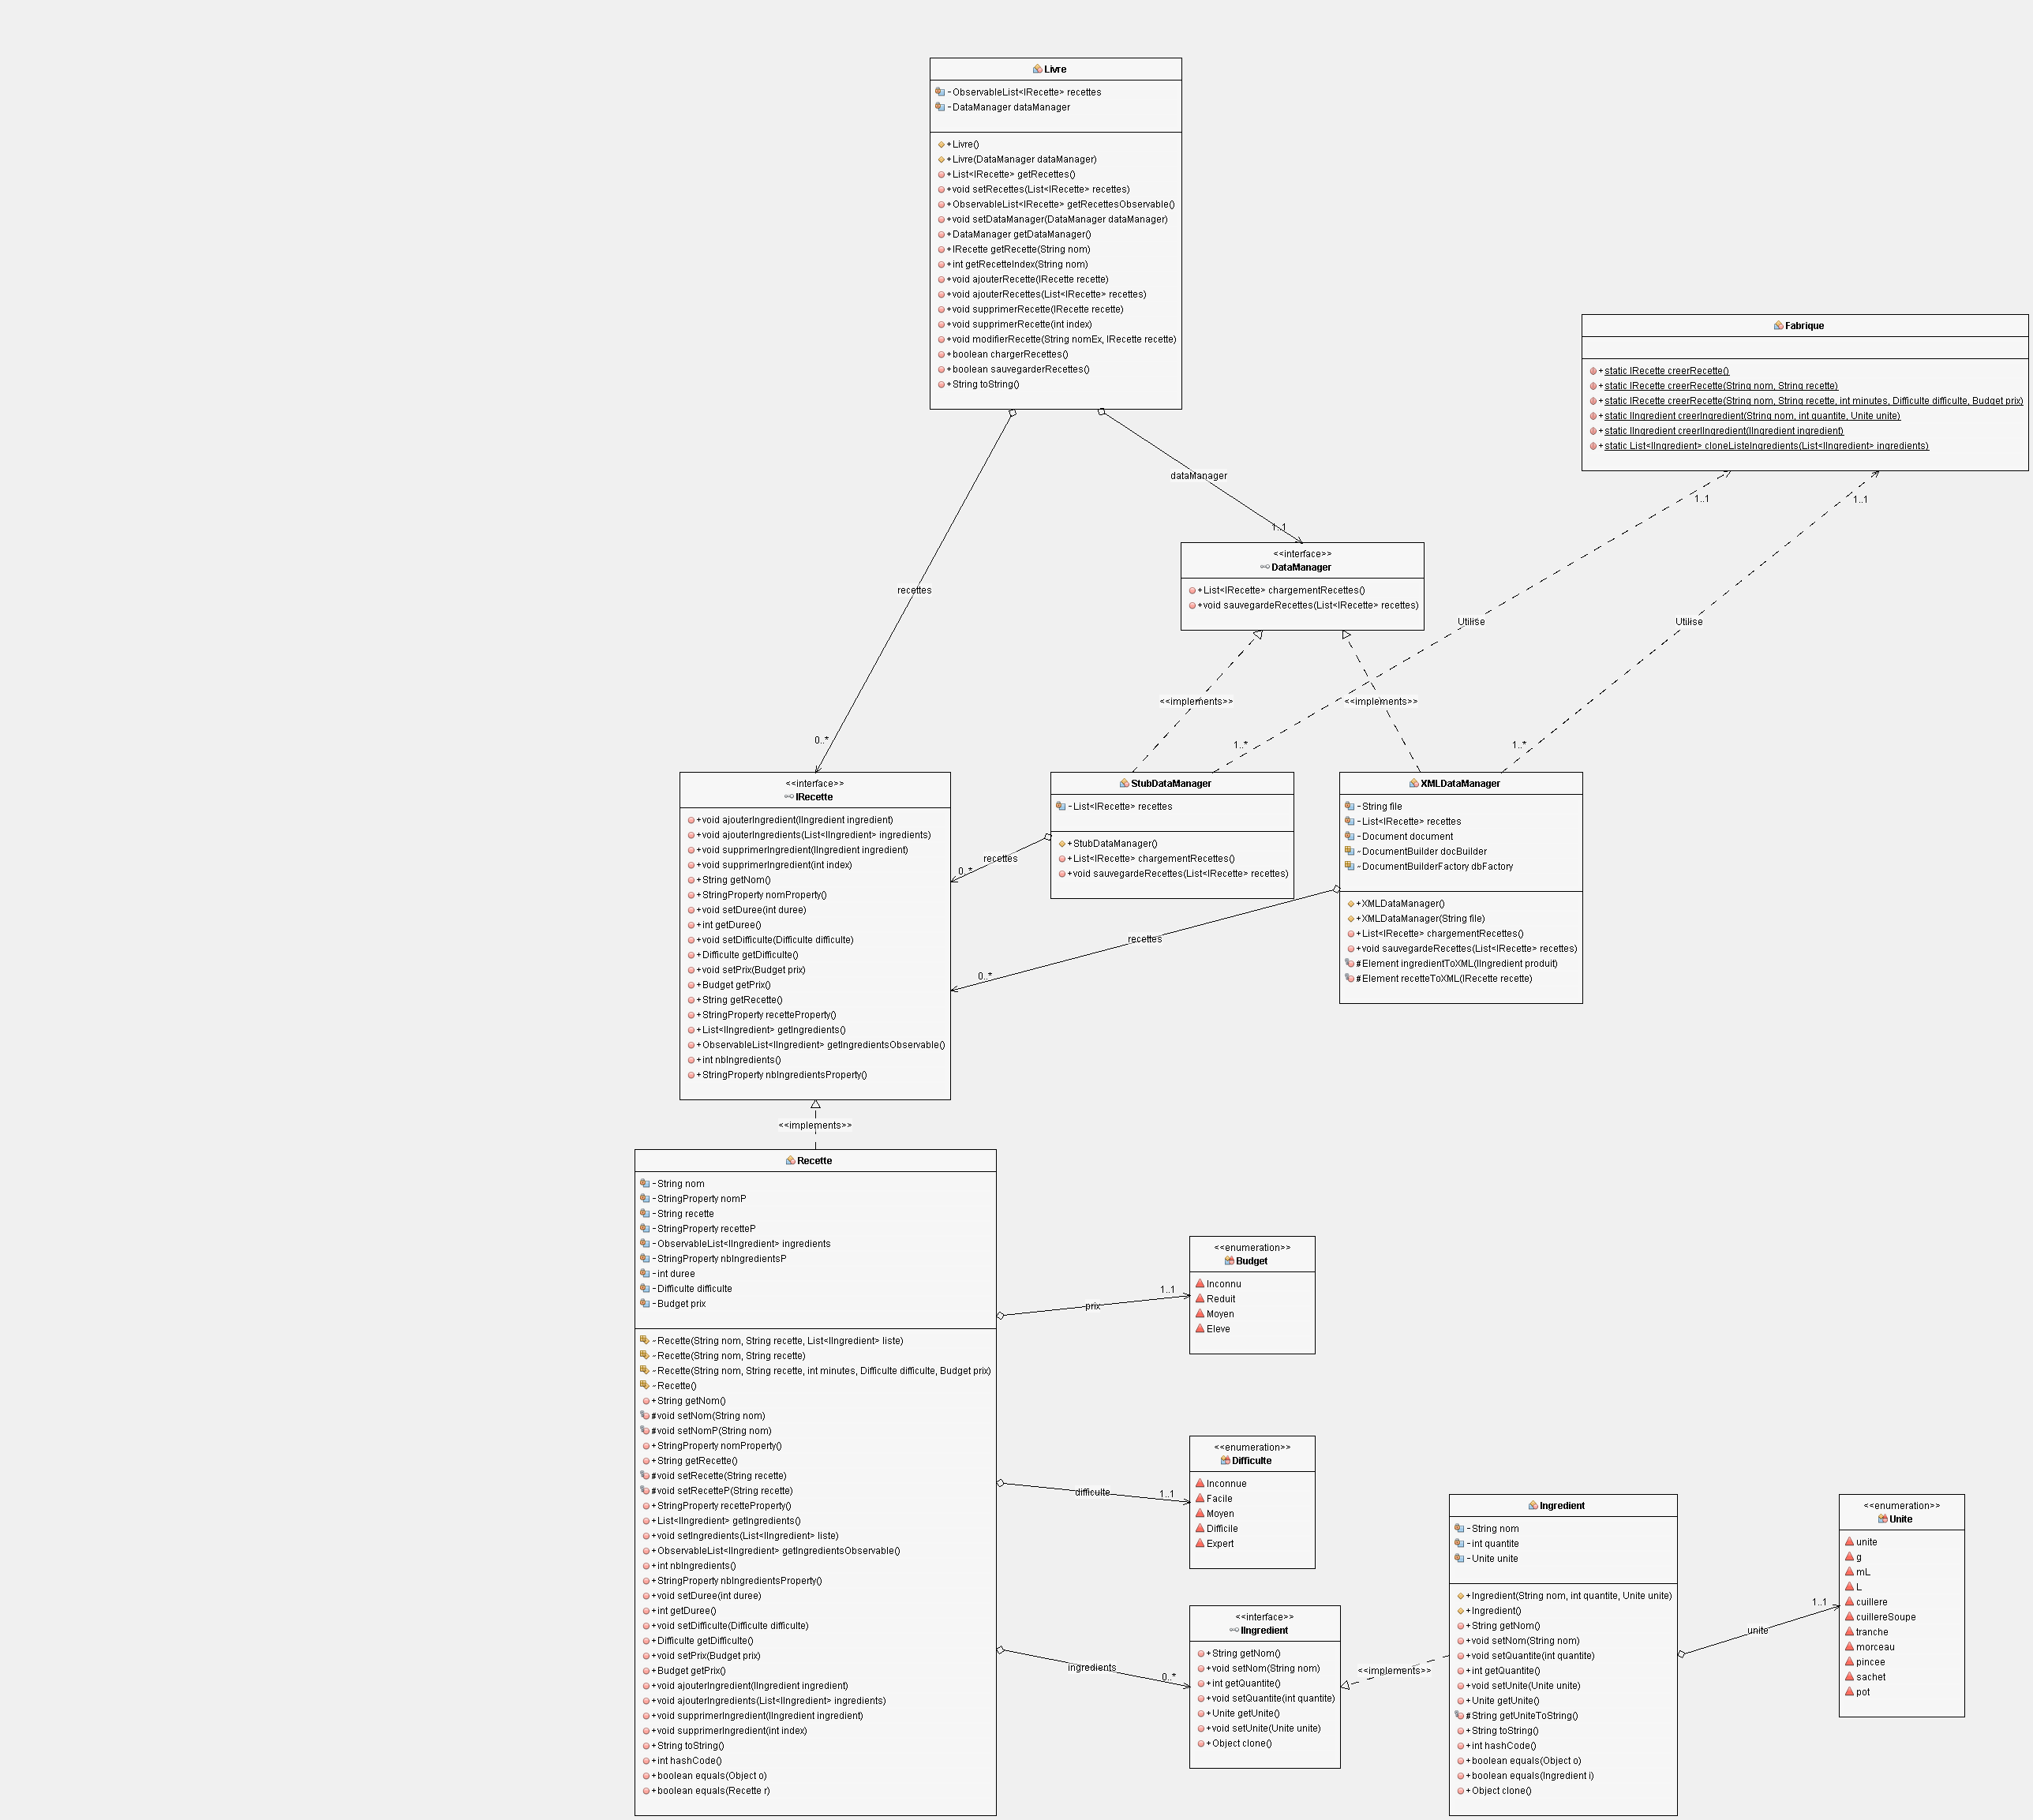 Livre
-ObservableList<IRecette> recettes
-DataManager dataManager
+Livre()
+Livre(DataManager dataManager)
+List<IRecette> getRecettes()
+void setRecettes(List<IRecette> recettes)
+ObservableList<IRecette> getRecettesObservable()
+void setDataManager(DataManager dataManager)
+DataManager getDataManager()
+IRecette getRecette(String nom)
+int getRecetteIndex(String nom)
+void ajouterRecette(IRecette recette)
+void ajouterRecettes(List<IRecette> recettes)
+void supprimerRecette(IRecette recette)
+void supprimerRecette(int index)
+void modifierRecette(String nomEx, IRecette recette)
+boolean chargerRecettes()
+boolean sauvegarderRecettes()
+String toString()
Fabrique
+static IRecette creerRecette()
+static IRecette creerRecette(String nom, String recette)
+static IRecette creerRecette(String nom, String recette, int minutes, Difficulte difficulte, Budget prix)
+static IIngredient creerIngredient(String nom, int quantite, Unite unite)
+static IIngredient creerIIngredient(IIngredient ingredient)
+static List<IIngredient> cloneListeIngredients(List<IIngredient> ingredients)
dataManager
1..1
1..1
1..1
<<interface>>
DataManager
+List<IRecette> chargementRecettes()
+void sauvegardeRecettes(List<IRecette> recettes)
recettes
Utilise
Utilise
<<implements>>
<<implements>>
0..*
1..*
1..*
<<interface>>
IRecette
+void ajouterIngredient(IIngredient ingredient)
+void ajouterIngredients(List<IIngredient> ingredients)
+void supprimerIngredient(IIngredient ingredient)
+void supprimerIngredient(int index)
+String getNom()
+StringProperty nomProperty()
+void setDuree(int duree)
+int getDuree()
+void setDifficulte(Difficulte difficulte)
+Difficulte getDifficulte()
+void setPrix(Budget prix)
+Budget getPrix()
+String getRecette()
+StringProperty recetteProperty()
+List<IIngredient> getIngredients()
+ObservableList<IIngredient> getIngredientsObservable()
+int nbIngredients()
+StringProperty nbIngredientsProperty()
StubDataManager
-List<IRecette> recettes
+StubDataManager()
+List<IRecette> chargementRecettes()
+void sauvegardeRecettes(List<IRecette> recettes)
recettes
0..*
XMLDataManager
-String file
-List<IRecette> recettes
-Document document
~DocumentBuilder docBuilder
~DocumentBuilderFactory dbFactory
+XMLDataManager()
+XMLDataManager(String file)
+List<IRecette> chargementRecettes()
+void sauvegardeRecettes(List<IRecette> recettes)
#Element ingredientToXML(IIngredient produit)
#Element recetteToXML(IRecette recette)
recettes
0..*
<<implements>>
Recette
-String nom
-StringProperty nomP
-String recette
-StringProperty recetteP
-ObservableList<IIngredient> ingredients
-StringProperty nbIngredientsP
-int duree
-Difficulte difficulte
-Budget prix
~Recette(String nom, String recette, List<IIngredient> liste)
~Recette(String nom, String recette)
~Recette(String nom, String recette, int minutes, Difficulte difficulte, Budget prix)
~Recette()
+String getNom()
#void setNom(String nom)
#void setNomP(String nom)
+StringProperty nomProperty()
+String getRecette()
#void setRecette(String recette)
#void setRecetteP(String recette)
+StringProperty recetteProperty()
+List<IIngredient> getIngredients()
+void setIngredients(List<IIngredient> liste)
+ObservableList<IIngredient> getIngredientsObservable()
+int nbIngredients()
+StringProperty nbIngredientsProperty()
+void setDuree(int duree)
+int getDuree()
+void setDifficulte(Difficulte difficulte)
+Difficulte getDifficulte()
+void setPrix(Budget prix)
+Budget getPrix()
+void ajouterIngredient(IIngredient ingredient)
+void ajouterIngredients(List<IIngredient> ingredients)
+void supprimerIngredient(IIngredient ingredient)
+void supprimerIngredient(int index)
+String toString()
+int hashCode()
+boolean equals(Object o)
+boolean equals(Recette r)
prix
1..1
<<enumeration>>
Budget
Inconnu
Reduit
Moyen
Eleve
difficulte
1..1
<<enumeration>>
Difficulte
Inconnue
Facile
Moyen
Difficile
Expert
ingredients
0..*
<<interface>>
IIngredient
+String getNom()
+void setNom(String nom)
+int getQuantite()
+void setQuantite(int quantite)
+Unite getUnite()
+void setUnite(Unite unite)
+Object clone()
<<implements>>
Ingredient
-String nom
-int quantite
-Unite unite
+Ingredient(String nom, int quantite, Unite unite)
+Ingredient()
+String getNom()
+void setNom(String nom)
+void setQuantite(int quantite)
+int getQuantite()
+void setUnite(Unite unite)
+Unite getUnite()
#String getUniteToString()
+String toString()
+int hashCode()
+boolean equals(Object o)
+boolean equals(Ingredient i)
+Object clone()
unite
1..1
<<enumeration>>
Unite
unite
g
mL
L
cuillere
cuillereSoupe
tranche
morceau
pincee
sachet
pot